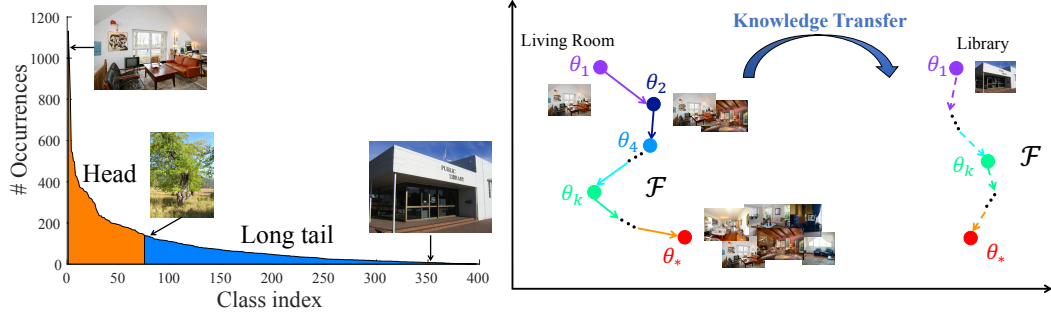 1200
1000
800
600
400
200
0
# Occurrences
Head
Long tail
PUBLIC
LIBRARY
0 50 100 150 200 250 300 350 400
Class index
Knowledge Transfer
Living Room
Library
θ₁
θ₂
θ₄
θₖ
ℱ
θ*
θ₁
θₖ
ℱ
θ*